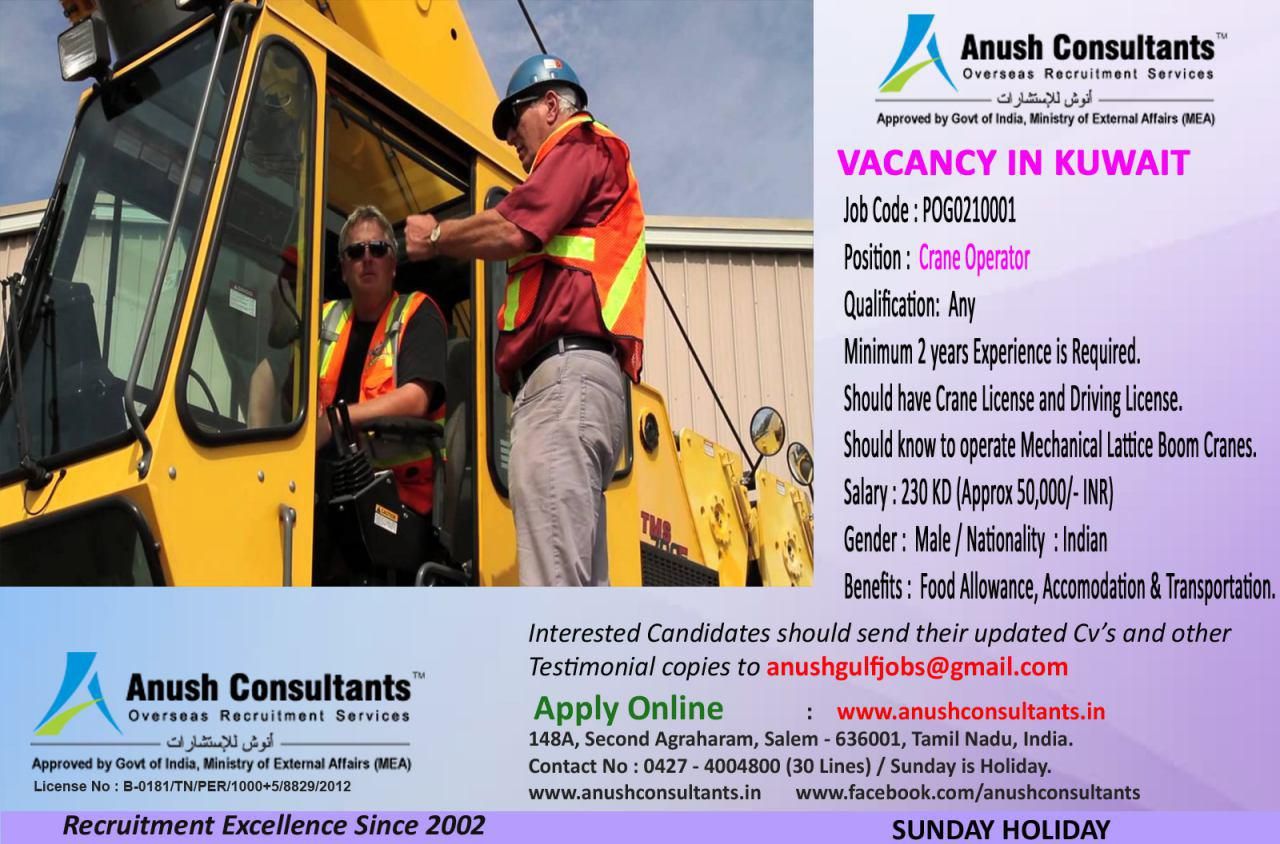 Anush Consultants™
Overseas Recruitment Services
أنوش للإستشارات
Approved by Govt of India, Ministry of External Affairs (MEA)
VACANCY IN KUWAIT
Job Code : POG0210001
Position : Crane Operator
Qualification: Any
Minimum 2 years Experience is Required.
Should have Crane License and Driving License.
Should know to operate Mechanical Lattice Boom Cranes.
Salary : 230 KD (Approx 50,000/- INR)
Gender : Male / Nationality : Indian
Benefits : Food Allowance, Accomodation & Transportation.
TMS
Interested Candidates should send their updated Cv’s and other
Testimonial copies to anushgulfjobs@gmail.com
Apply Online : www.anushconsultants.in
148A, Second Agraharam, Salem - 636001, Tamil Nadu, India.
Contact No : 0427 - 4004800 (30 Lines) / Sunday is Holiday.
www.anushconsultants.in www.facebook.com/anushconsultants
Anush Consultants™
Overseas Recruitment Services
أنوش للإستشارات
Approved by Govt of India, Ministry of External Affairs (MEA)
License No : B-0181/TN/PER/1000+5/8829/2012
Recruitment Excellence Since 2002
SUNDAY HOLIDAY